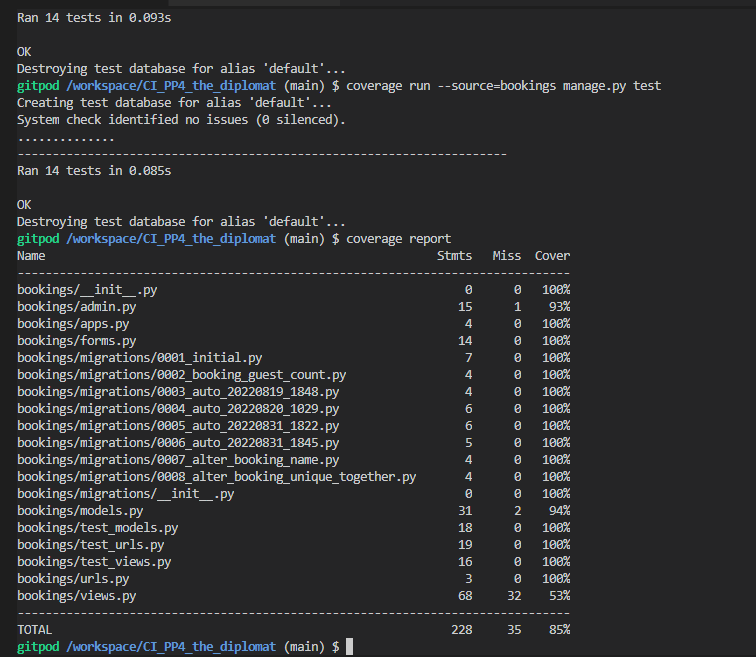 Ran 14 tests in 0.093s
OK
Destroying test database for alias 'default'...
gitpod /workspace/CI_PP4_the_diplomat (main) $ coverage run --source=bookings manage.py test
Creating test database for alias 'default'...
System check identified no issues (0 silenced).
..............
----------------------------------------------------------------------
Ran 14 tests in 0.085s
OK
Destroying test database for alias 'default'...
gitpod /workspace/CI_PP4_the_diplomat (main) $ coverage report
Name                                                        Stmts   Miss  Cover
-------------------------------------------------------------------------------
bookings/__init__.py                                            0      0   100%
bookings/admin.py                                              15      1    93%
bookings/apps.py                                                4      0   100%
bookings/forms.py                                              14      0   100%
bookings/migrations/0001_initial.py                             7      0   100%
bookings/migrations/0002_booking_guest_count.py                 4      0   100%
bookings/migrations/0003_auto_20220819_1848.py                  4      0   100%
bookings/migrations/0004_auto_20220820_1029.py                  6      0   100%
bookings/migrations/0005_auto_20220831_1822.py                  6      0   100%
bookings/migrations/0006_auto_20220831_1845.py                  5      0   100%
bookings/migrations/0007_alter_booking_name.py                  4      0   100%
bookings/migrations/0008_alter_booking_unique_together.py       4      0   100%
bookings/migrations/__init__.py                                 0      0   100%
bookings/models.py                                             31      2    94%
bookings/test_models.py                                        18      0   100%
bookings/test_urls.py                                          19      0   100%
bookings/test_views.py                                         16      0   100%
bookings/urls.py                                                3      0   100%
bookings/views.py                                              68     32    53%
-------------------------------------------------------------------------------
TOTAL                                                         228     35    85%
gitpod /workspace/CI_PP4_the_diplomat (main) $